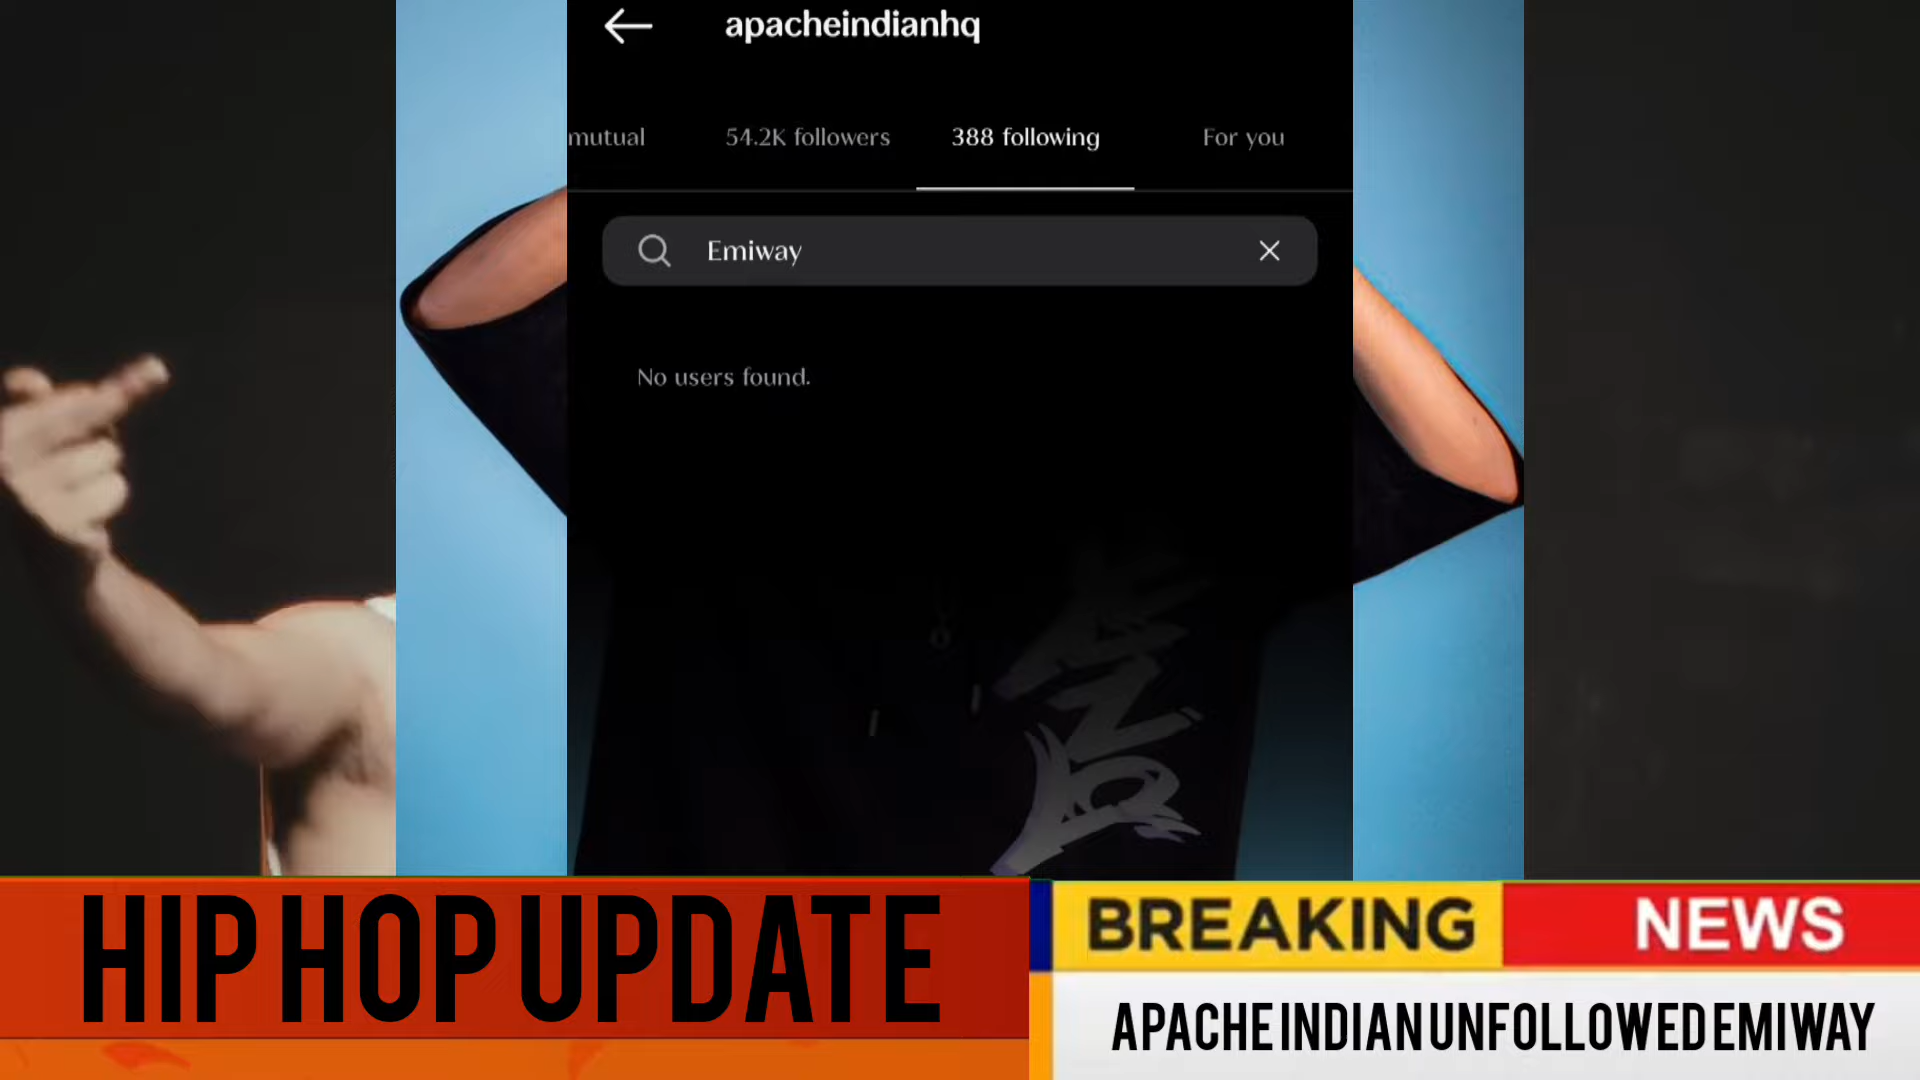 apacheindianhq
mutual
54.2K followers
388 following
For you
Emiway
No users found.
HIP HOP UPDATE
BREAKING NEWS
APACHE INDIAN UNFOLLOWED EMIWAY